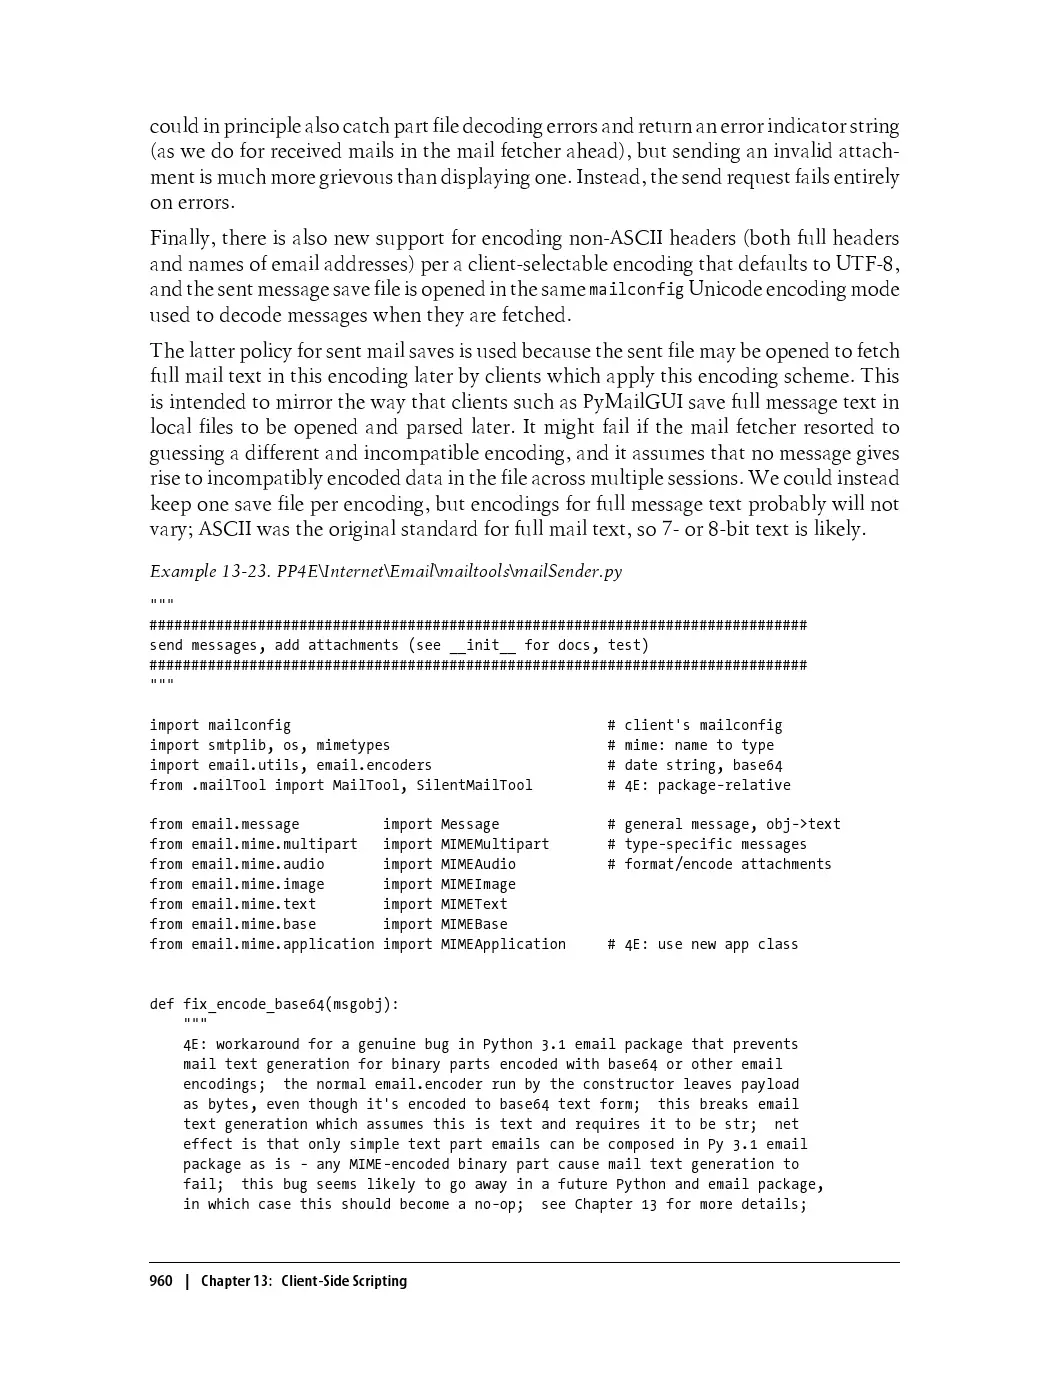 could in principle also catch part file decoding errors and return an error indicator string
(as we do for received mails in the mail fetcher ahead), but sending an invalid attach-
ment is much more grievous than displaying one. Instead, the send request fails entirely
on errors.
Finally, there is also new support for encoding non-ASCII headers (both full headers
and names of email addresses) per a client-selectable encoding that defaults to UTF-8,
and the sent message save file is opened in the same mailconfig Unicode encoding mode
used to decode messages when they are fetched.
The latter policy for sent mail saves is used because the sent file may be opened to fetch
full mail text in this encoding later by clients which apply this encoding scheme. This
is intended to mirror the way that clients such as PyMailGUI save full message text in
local files to be opened and parsed later. It might fail if the mail fetcher resorted to
guessing a different and incompatible encoding, and it assumes that no message gives
rise to incompatibly encoded data in the file across multiple sessions. We could instead
keep one save file per encoding, but encodings for full message text probably will not
vary; ASCII was the original standard for full mail text, so 7- or 8-bit text is likely.
Example 13-23. PP4E\Internet\Email\mailtools\mailSender.py
"""
###############################################################################
send messages, add attachments (see __init__ for docs, test)
###############################################################################
"""
import mailconfig                                      # client's mailconfig
import smtplib, os, mimetypes                          # mime: name to type
import email.utils, email.encoders                     # date string, base64
from .mailTool import MailTool, SilentMailTool         # 4E: package-relative
from email.message          import Message             # general message, obj->text
from email.mime.multipart   import MIMEMultipart       # type-specific messages
from email.mime.audio       import MIMEAudio           # format/encode attachments
from email.mime.image       import MIMEImage
from email.mime.text        import MIMEText
from email.mime.base        import MIMEBase
from email.mime.application import MIMEApplication     # 4E: use new app class
def fix_encode_base64(msgobj):
    """
    4E: workaround for a genuine bug in Python 3.1 email package that prevents
    mail text generation for binary parts encoded with base64 or other email
    encodings;  the normal email.encoder run by the constructor leaves payload
    as bytes, even though it's encoded to base64 text form;  this breaks email
    text generation which assumes this is text and requires it to be str;  net
    effect is that only simple text part emails can be composed in Py 3.1 email
    package as is - any MIME-encoded binary part cause mail text generation to
    fail;  this bug seems likely to go away in a future Python and email package,
    in which case this should become a no-op;  see Chapter 13 for more details;
960 | Chapter 13: Client-Side Scripting